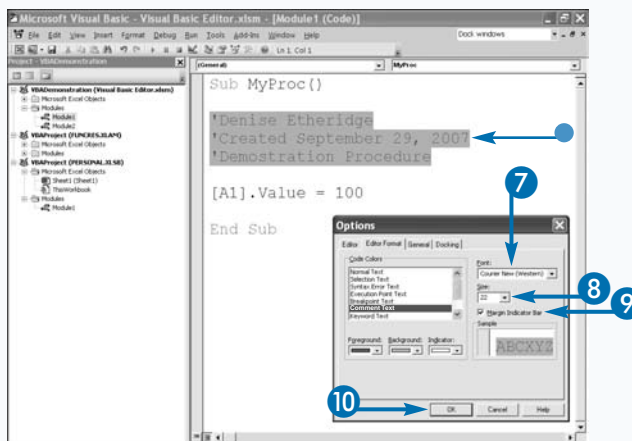 Microsoft Visual Basic - Visual Basic Editor.xlsm - [Module1 (Code)]
File Edit View Insert Format Debug Run Tools Add-Ins Window Help
Dock windows
Ln 1, Col 1
Project - VBADemonstration
(General)
MyProc
VBADemonstration (Visual Basic Editor.xlsm)
Microsoft Excel Objects
Modules
Module1
Module2
VBAProject (FUNCRES.XLAM)
Microsoft Excel Objects
Modules
VBAProject (PERSONAL.XLSB)
Microsoft Excel Objects
Sheet1 (Sheet1)
ThisWorkbook
Modules
Module1
Sub MyProc()
'Denise Etheridge
'Created September 29, 2007
'Demostration Procedure
[A1].Value = 100
End Sub
7
Options
Editor Editor Format General Docking
Code Colors
Normal Text
Selection Text
Syntax Error Text
Execution Point Text
Breakpoint Text
Comment Text
Keyword Text
Foreground: Background: Indicator:
Font:
Courier New (Western)
Size:
22
8
Margin Indicator Bar
9
Sample
ABCXYZ
10
OK Cancel Help